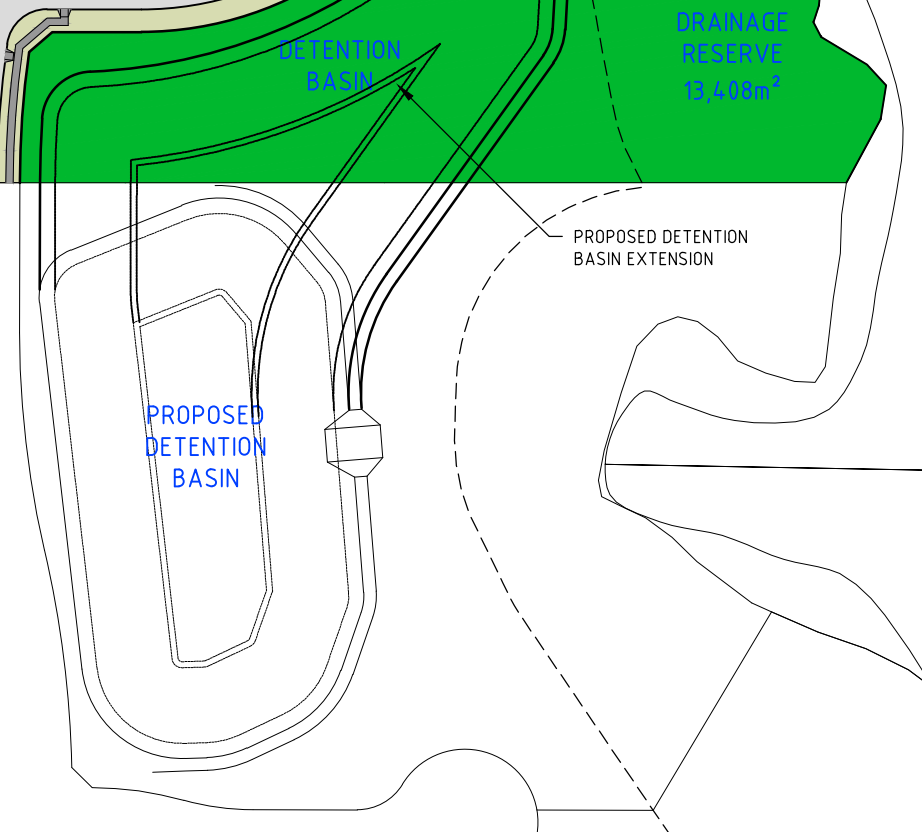 DETENTION
BASIN
DRAINAGE
RESERVE
13,408m²
PROPOSED DETENTION
BASIN EXTENSION
PROPOSED
DETENTION
BASIN